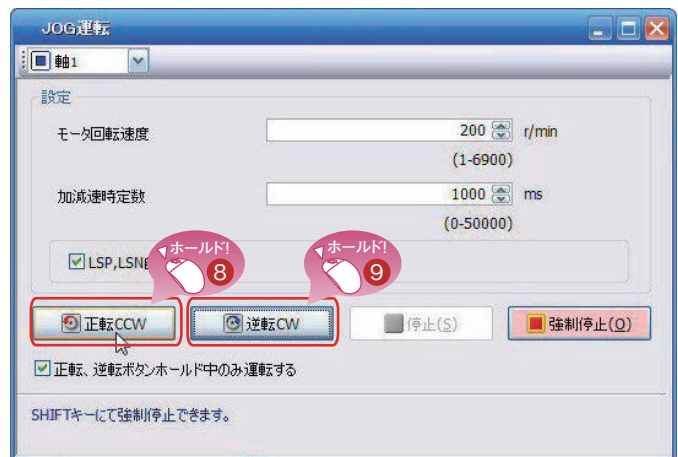 JOG運転
軸1
設定
モータ回転速度 200 r/min
(1-6900)
加減速時定数 1000 ms
(0-50000)
LSP,LSN
ホールド! 8
ホールド! 9
正転CCW 逆転CW 停止(S) 強制停止(O)
正転、逆転ボタンホールド中のみ運転する
SHIFTキーにて強制停止できます。